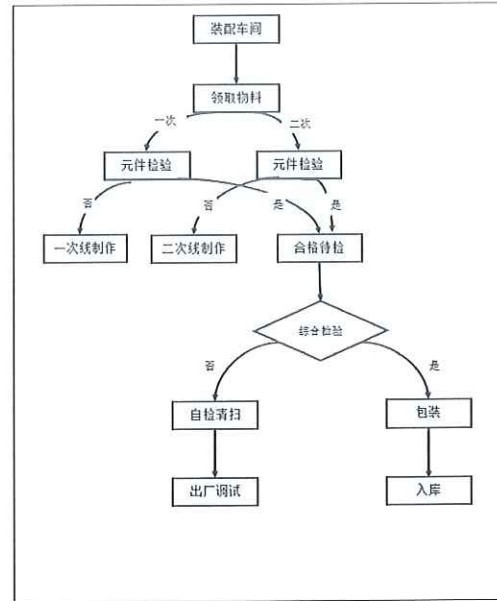 装配车间
领取物料
一次
二次
元件检验
元件检验
否
是
否
是
一次线制作
二次线制作
合格待检
综合检验
否
是
自检清扫
包装
出厂调试
入库